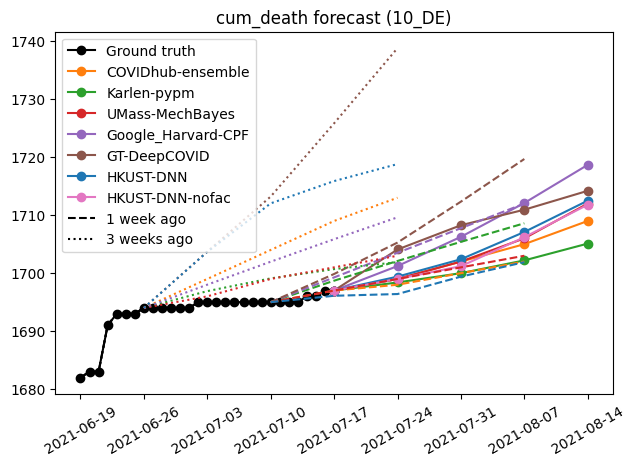 cum_death forecast (10_DE)
1740
1730
1720
1710
1700
1690
1680
Ground truth
COVIDhub-ensemble
Karlen-pypm
UMass-MechBayes
Google_Harvard-CPF
GT-DeepCOVID
HKUST-DNN
HKUST-DNN-nofac
1 week ago
3 weeks ago
2021-06-19
2021-06-26
2021-07-03
2021-07-10
2021-07-17
2021-07-24
2021-07-31
2021-08-07
2021-08-14